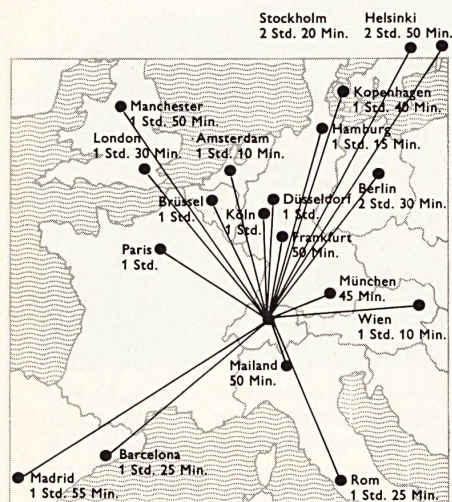 Stockholm
2 Std. 20 Min.
Helsinki
2 Std. 50 Min.
Kopenhagen
1 Std. 40 Min.
Manchester
1 Std. 50 Min.
Hamburg
1 Std. 15 Min.
London
1 Std. 30 Min.
Amsterdam
1 Std. 10 Min.
Berlin
2 Std. 30 Min.
Brüssel
1 Std.
Köln
1 Std.
Düsseldorf
1 Std.
Frankfurt
50 Min.
Paris
1 Std.
München
45 Min.
Wien
1 Std. 10 Min.
Mailand
50 Min.
Barcelona
1 Std. 25 Min.
Madrid
1 Std. 55 Min.
Rom
1 Std. 25 Min.